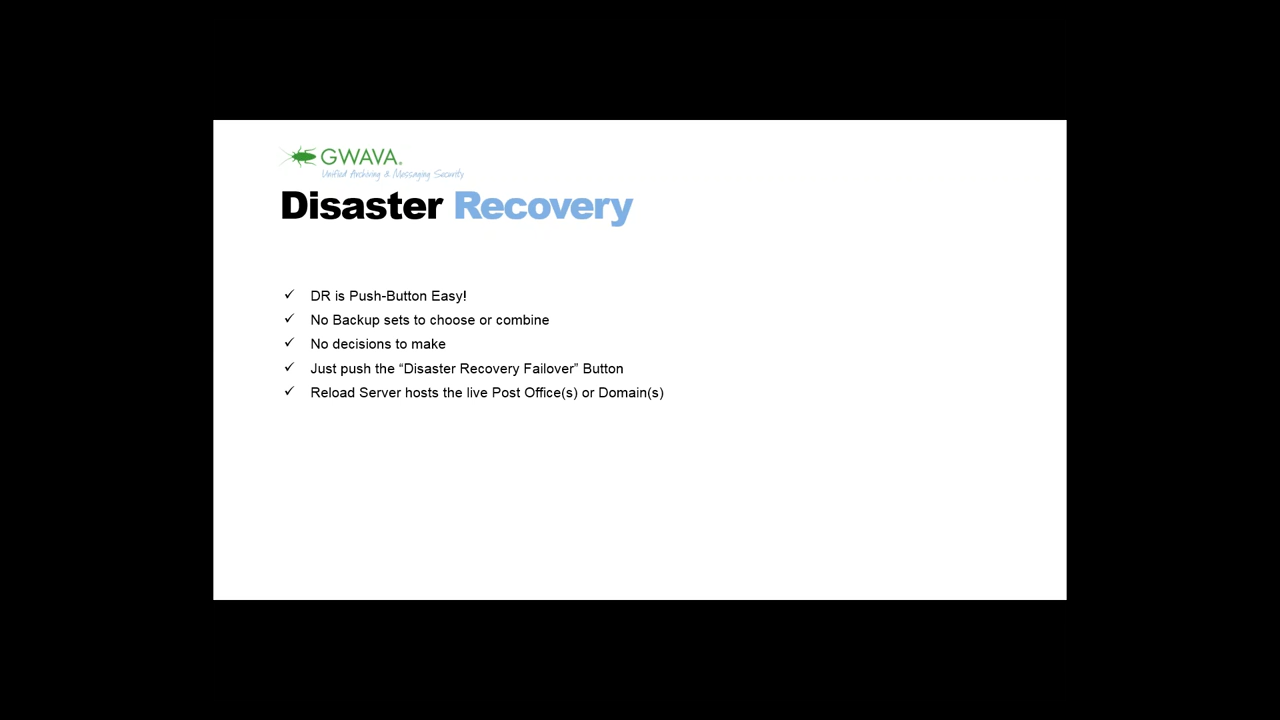 GWAVA.
Unified Archiving & Messaging Security
Disaster Recovery
✓ DR is Push-Button Easy!
✓ No Backup sets to choose or combine
✓ No decisions to make
✓ Just push the “Disaster Recovery Failover” Button
✓ Reload Server hosts the live Post Office(s) or Domain(s)